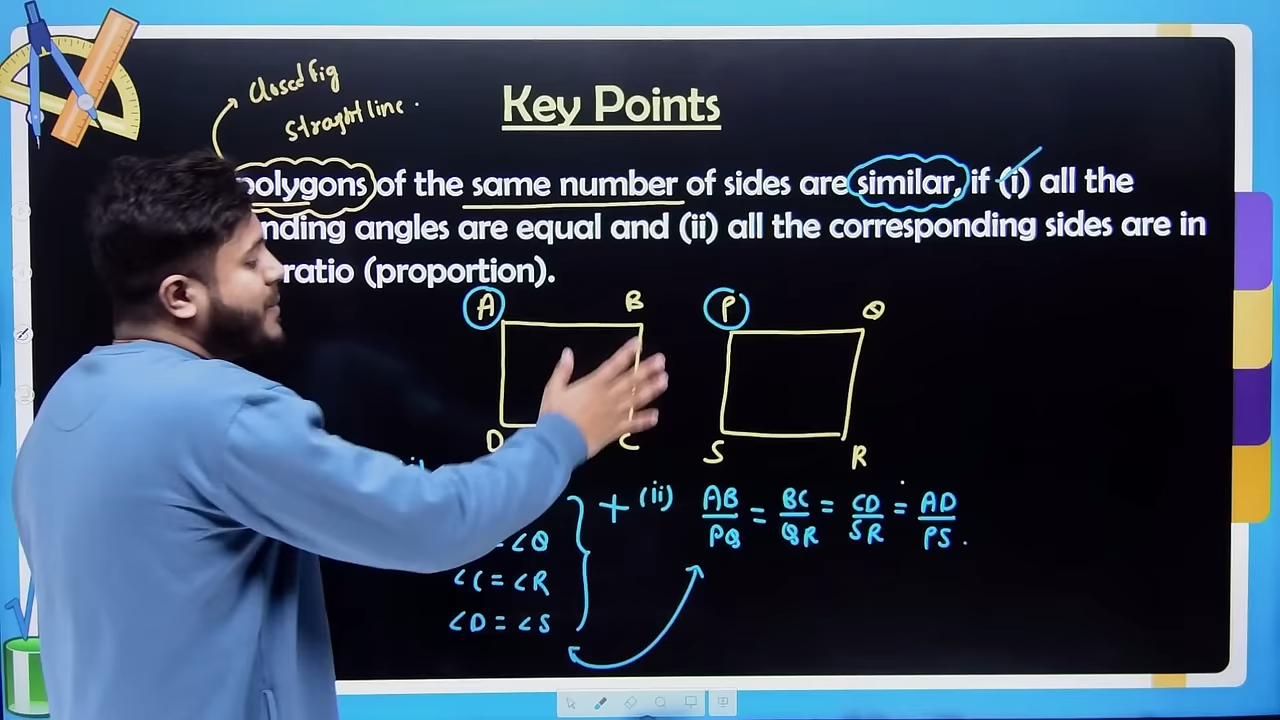 Closed fig
Straight line.
Key Points
polygons of the same number of sides are similar, if (i) all the
nding angles are equal and (ii) all the corresponding sides are in
ratio (proportion).
A B P Q
D C S R
+ (ii) AB/PQ = BC/QR = CD/SR = AD/PS.
= ∠Q
∠C = ∠R
∠D = ∠S